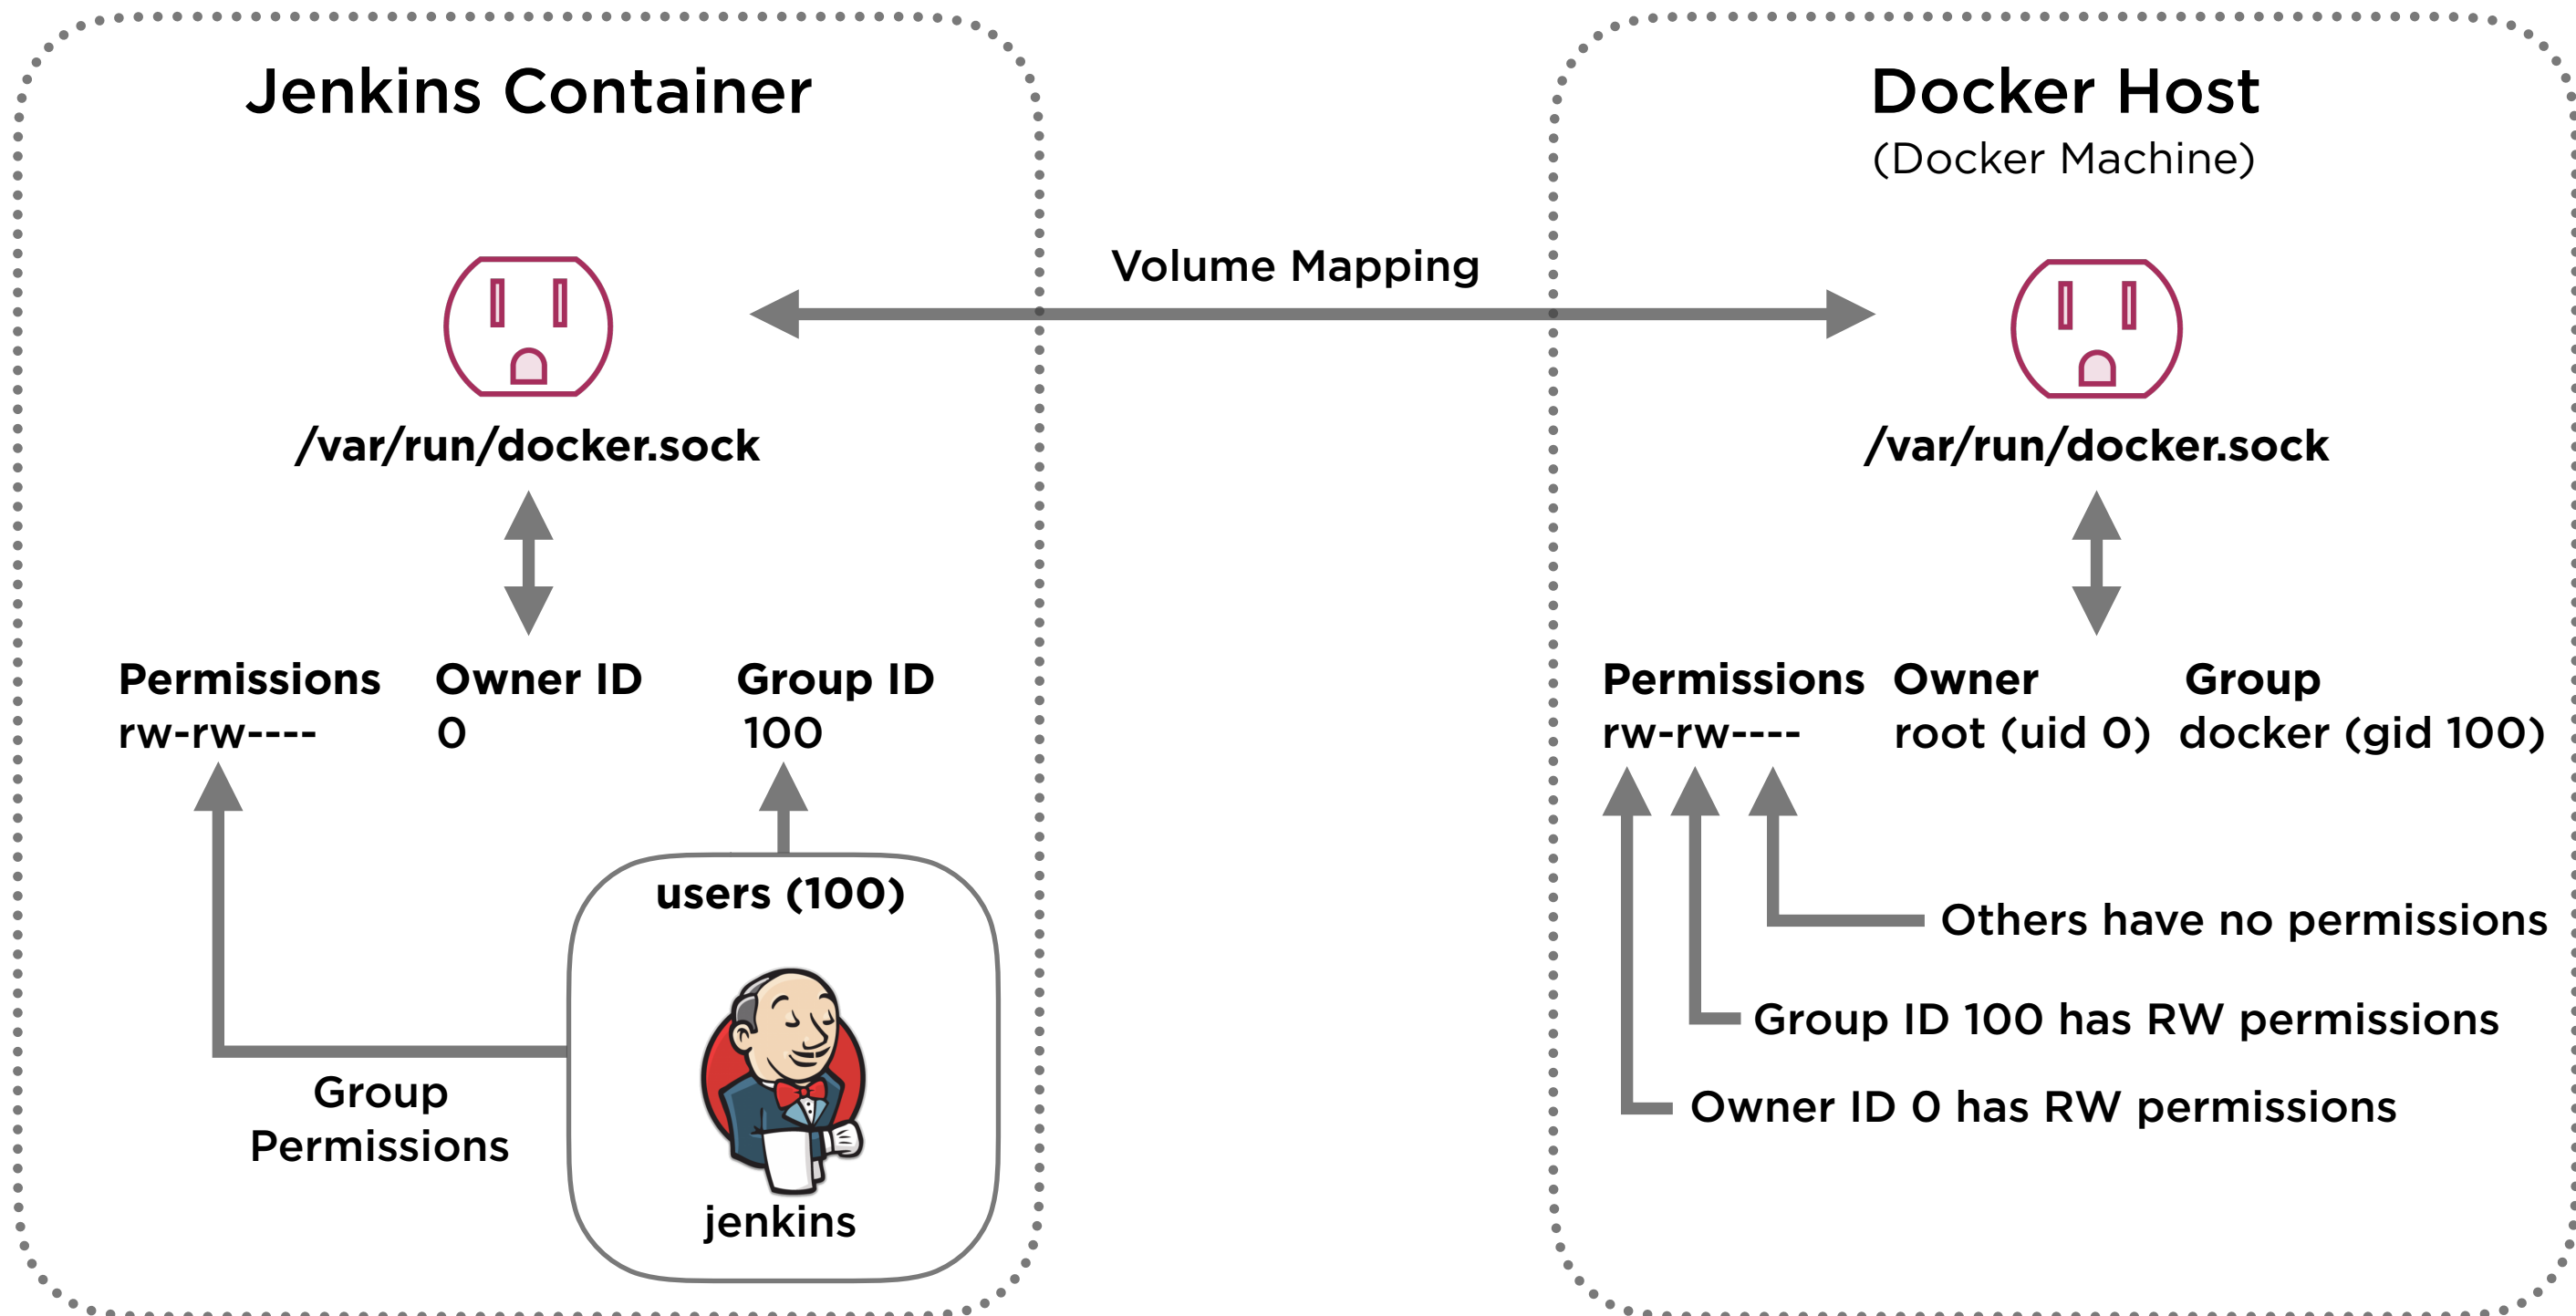 Jenkins Container
/var/run/docker.sock
Permissions Owner ID Group ID
rw-rw---- 0 100
users (100)
jenkins
Group
Permissions
Volume Mapping
Docker Host
(Docker Machine)
/var/run/docker.sock
Permissions Owner Group
rw-rw---- root (uid 0) docker (gid 100)
Others have no permissions
Group ID 100 has RW permissions
Owner ID 0 has RW permissions